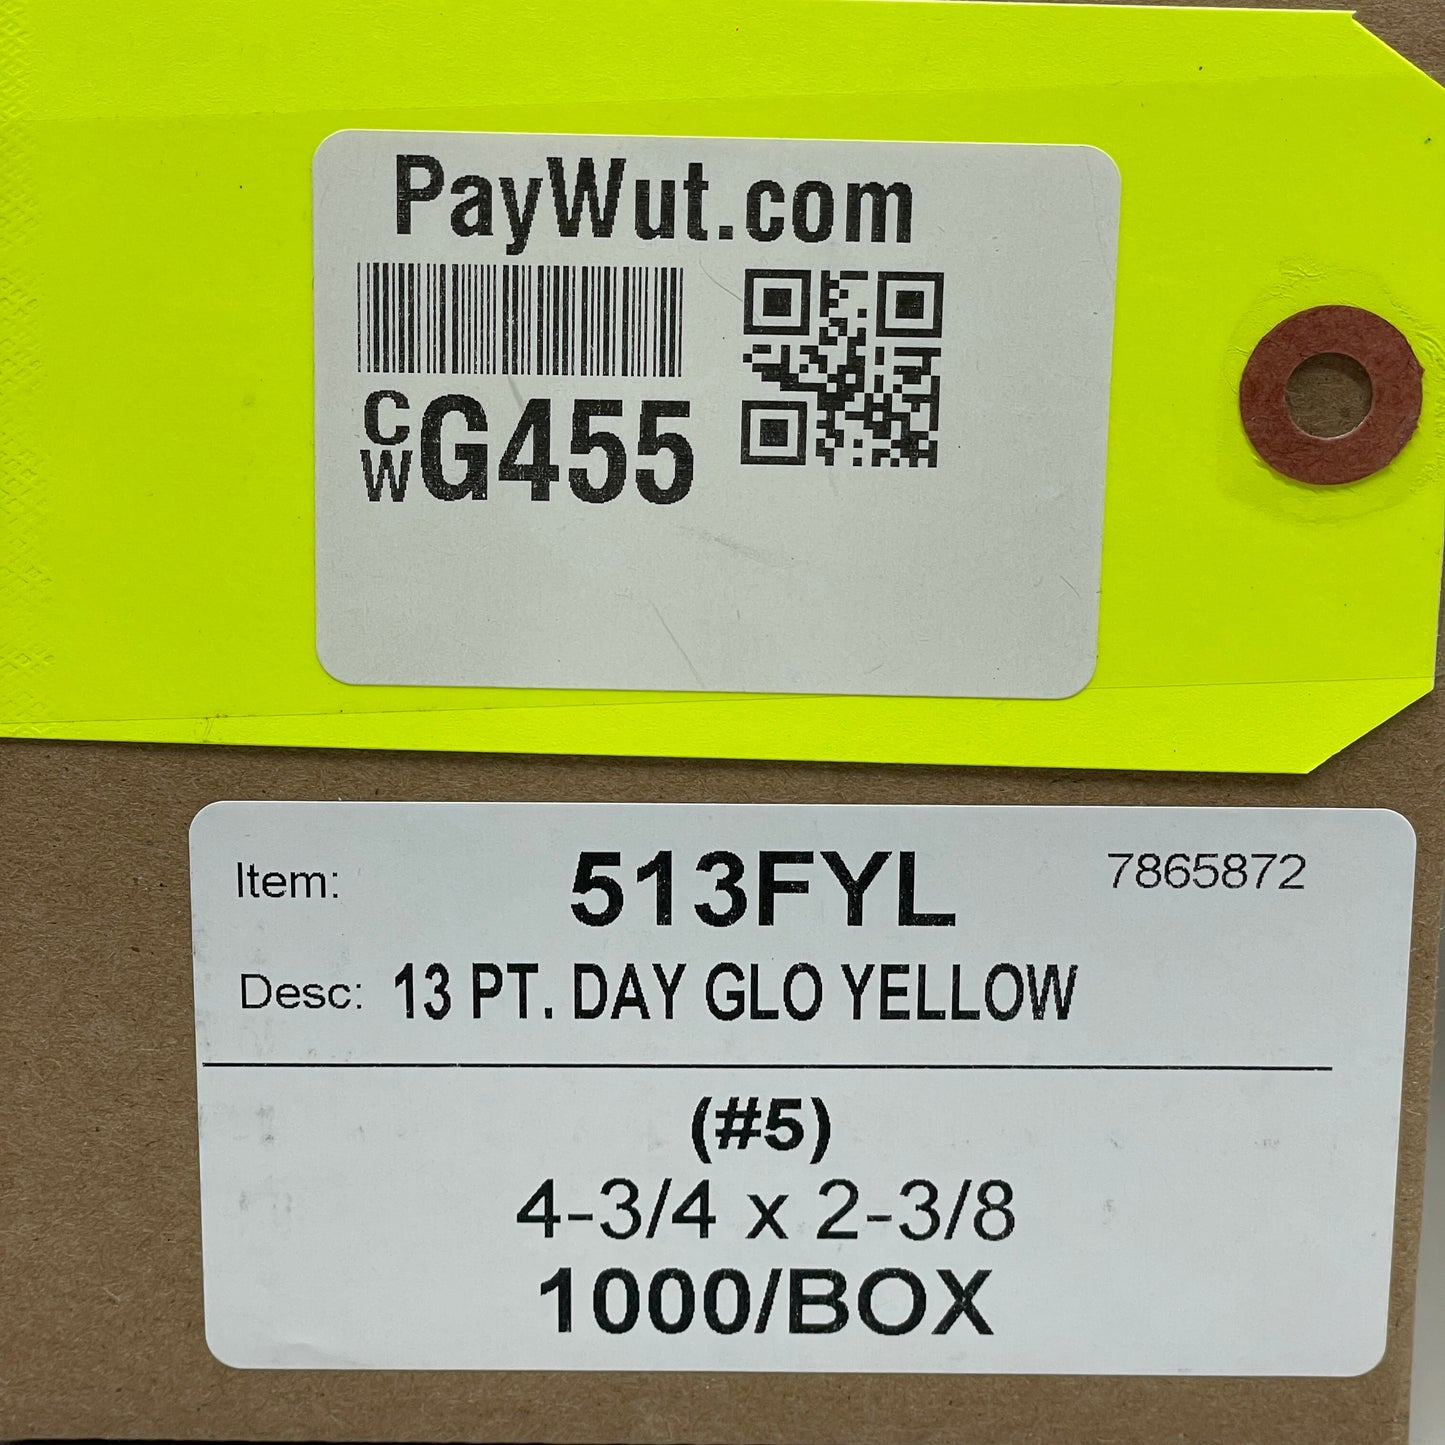 PayWut.com
CW G455
Item: 513FYL 7865872
Desc: 13 PT. DAY GLO YELLOW
(#5)
4-3/4 x 2-3/8
1000/BOX